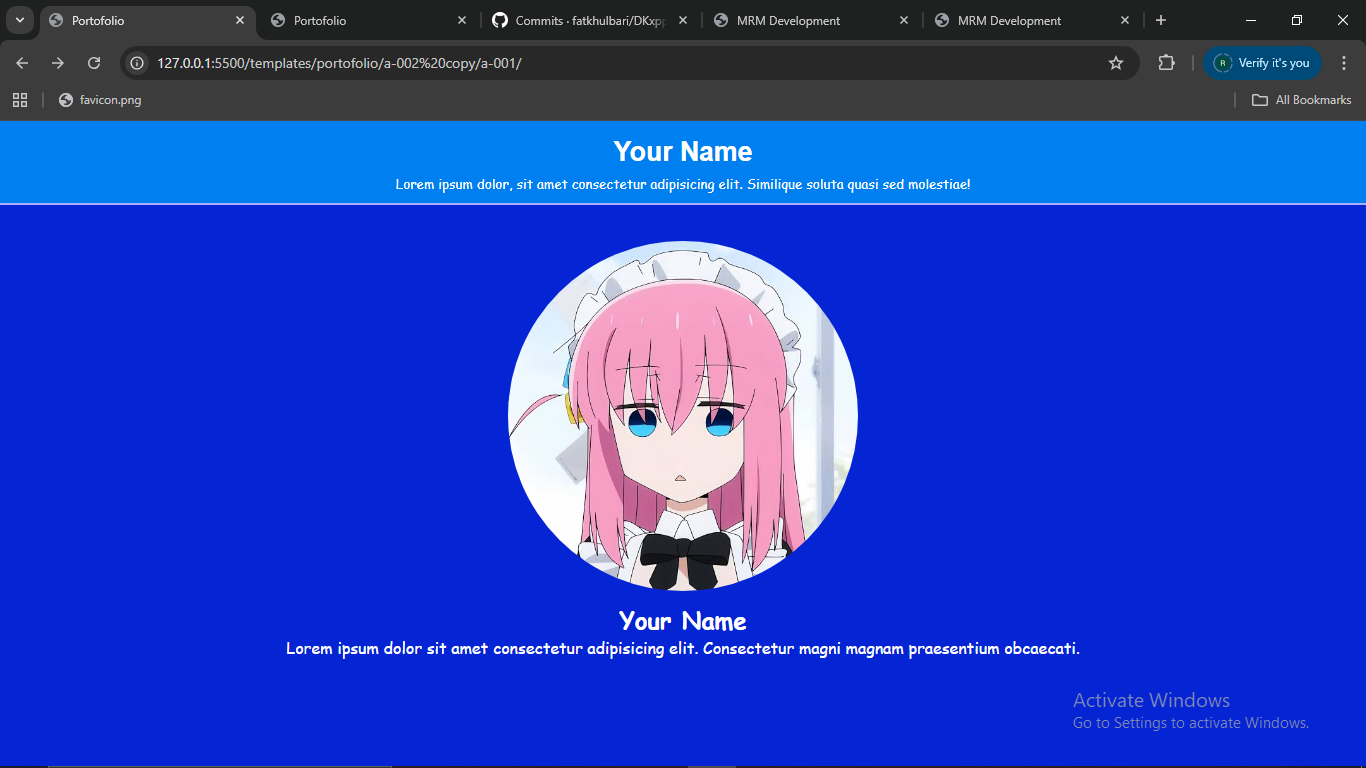 Portofolio
Portofolio
Commits · fatkhulbari/DKxpp
MRM Development
MRM Development
127.0.0.1:5500/templates/portofolio/a-002%20copy/a-001/
R
Verify it's you
favicon.png
All Bookmarks
Your Name
Lorem ipsum dolor, sit amet consectetur adipisicing elit. Similique soluta quasi sed molestiae!
Your Name
Lorem ipsum dolor sit amet consectetur adipisicing elit. Consectetur magni magnam praesentium obcaecati.
Activate Windows
Go to Settings to activate Windows.